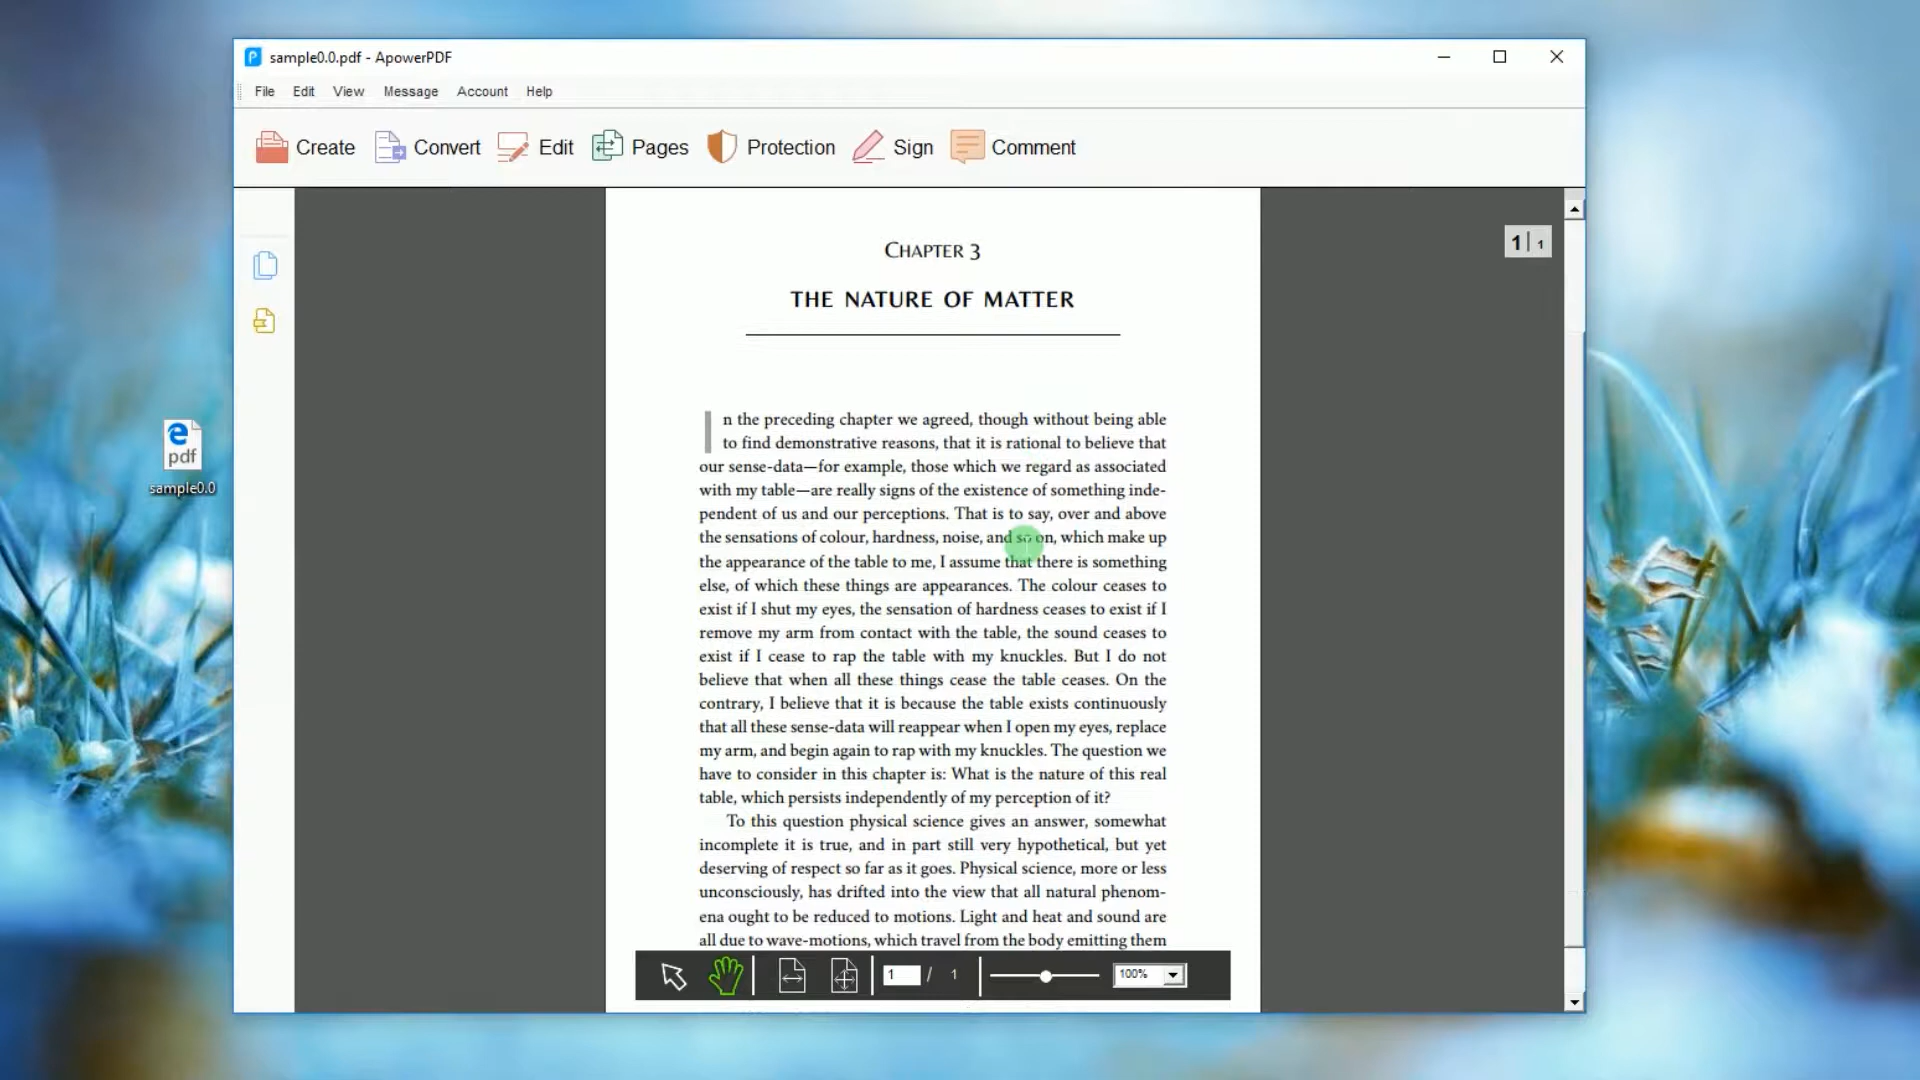 sample0.0.pdf - ApowerPDF
File Edit View Message Account Help
Create Convert Edit Pages Protection Sign Comment
1 | 1
CHAPTER 3
THE NATURE OF MATTER
In the preceding chapter we agreed, though without being able
to find demonstrative reasons, that it is rational to believe that
our sense-data—for example, those which we regard as associated
with my table—are really signs of the existence of something inde-
pendent of us and our perceptions. That is to say, over and above
the sensations of colour, hardness, noise, and so on, which make up
the appearance of the table to me, I assume that there is something
else, of which these things are appearances. The colour ceases to
exist if I shut my eyes, the sensation of hardness ceases to exist if I
remove my arm from contact with the table, the sound ceases to
exist if I cease to rap the table with my knuckles. But I do not
believe that when all these things cease the table ceases. On the
contrary, I believe that it is because the table exists continuously
that all these sense-data will reappear when I open my eyes, replace
my arm, and begin again to rap with my knuckles. The question we
have to consider in this chapter is: What is the nature of this real
table, which persists independently of my perception of it?
To this question physical science gives an answer, somewhat
incomplete it is true, and in part still very hypothetical, but yet
deserving of respect so far as it goes. Physical science, more or less
unconsciously, has drifted into the view that all natural phenom-
ena ought to be reduced to motions. Light and heat and sound are
all due to wave-motions, which travel from the body emitting them
1 / 1 100%
e
pdf
sample0.0